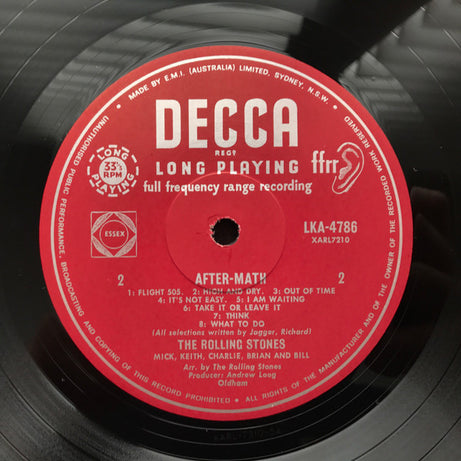 MADE BY E.M.I. (AUSTRALIA) LIMITED, SYDNEY, N.S.W.
UNAUTHORISED PUBLIC PERFORMANCE, BROADCASTING AND COPYING OF THIS RECORD PROHIBITED • ALL RIGHTS OF THE MANUFACTURER AND/OR THE OWNER OF THE RECORDED WORK RESERVED
DECCA
REGD
LONG PLAYING
33⅓ RPM
LONG PLAYING
ffrr
full frequency range recording
ESSEX
LKA-4786
XARL7210
2 AFTER-MATH 2
1: FLIGHT 505. 2: HIGH AND DRY. 3: OUT OF TIME
4: IT'S NOT EASY. 5: I AM WAITING
6: TAKE IT OR LEAVE IT
7: THINK
8: WHAT TO DO
(All selections written by Jagger, Richard)
THE ROLLING STONES
MICK, KEITH, CHARLIE, BRIAN AND BILL
Arr. by The Rolling Stones
Producer: Andrew Loog
Oldham